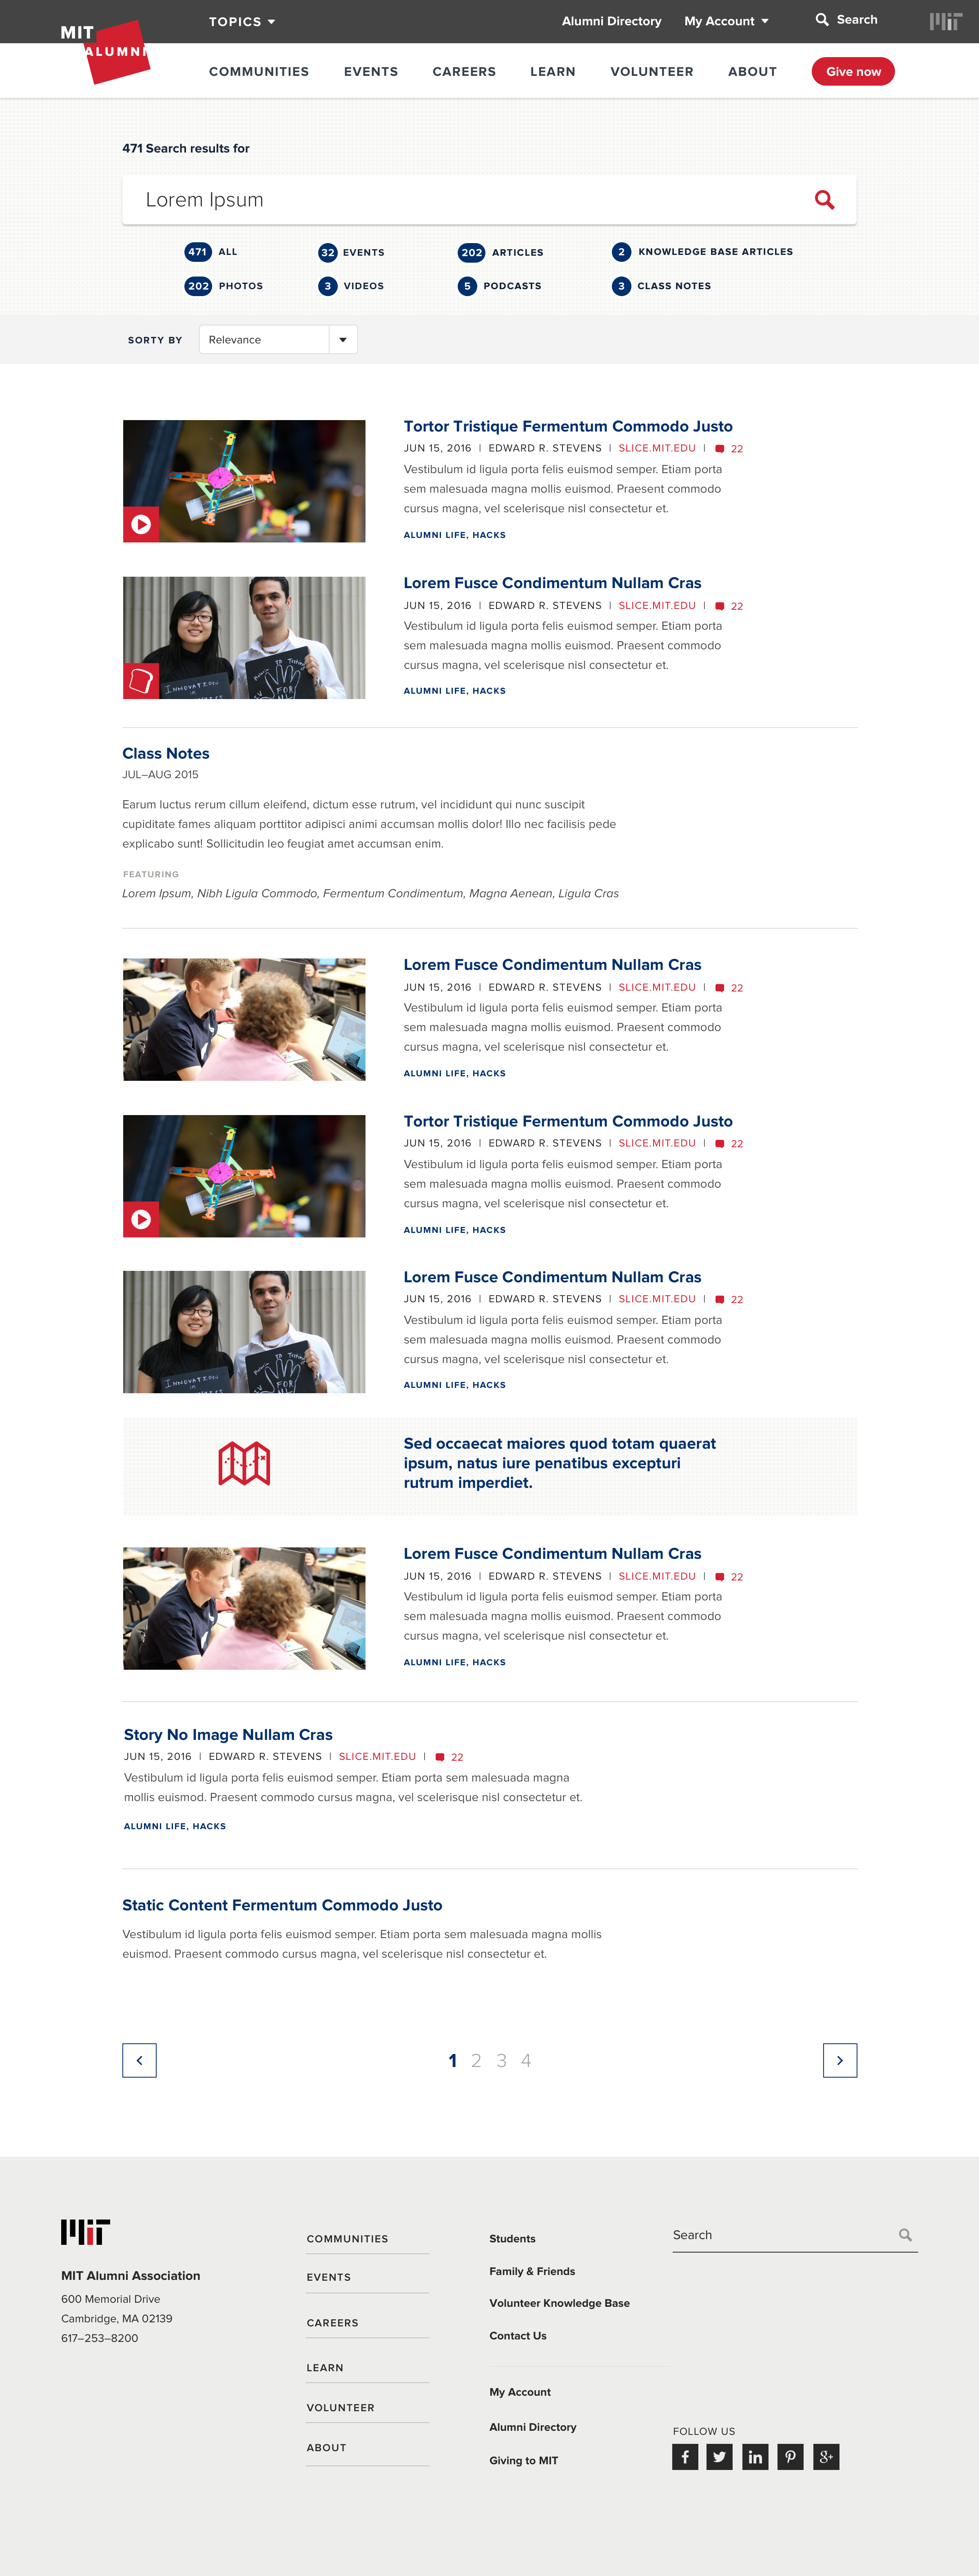 MIT
ALUMNI
TOPICS
Alumni Directory
My Account
Search
COMMUNITIES
EVENTS
CAREERS
LEARN
VOLUNTEER
ABOUT
Give now
471 Search results for
Lorem Ipsum
471 ALL
32 EVENTS
202 ARTICLES
2 KNOWLEDGE BASE ARTICLES
202 PHOTOS
3 VIDEOS
5 PODCASTS
3 CLASS NOTES
SORTY BY
Relevance
Tortor Tristique Fermentum Commodo Justo
JUN 15, 2016 | EDWARD R. STEVENS | SLICE.MIT.EDU | 22
Vestibulum id ligula porta felis euismod semper. Etiam porta
sem malesuada magna mollis euismod. Praesent commodo
cursus magna, vel scelerisque nisl consectetur et.
ALUMNI LIFE, HACKS
Lorem Fusce Condimentum Nullam Cras
JUN 15, 2016 | EDWARD R. STEVENS | SLICE.MIT.EDU | 22
Vestibulum id ligula porta felis euismod semper. Etiam porta
sem malesuada magna mollis euismod. Praesent commodo
cursus magna, vel scelerisque nisl consectetur et.
ALUMNI LIFE, HACKS
INNOVATION
FOR
Class Notes
JUL–AUG 2015
Earum luctus rerum cillum eleifend, dictum esse rutrum, vel incididunt qui nunc suscipit
cupiditate fames aliquam porttitor adipisci animi accumsan mollis dolor! Illo nec facilisis pede
explicabo sunt! Sollicitudin leo feugiat amet accumsan enim.
FEATURING
Lorem Ipsum, Nibh Ligula Commodo, Fermentum Condimentum, Magna Aenean, Ligula Cras
Lorem Fusce Condimentum Nullam Cras
JUN 15, 2016 | EDWARD R. STEVENS | SLICE.MIT.EDU | 22
Vestibulum id ligula porta felis euismod semper. Etiam porta
sem malesuada magna mollis euismod. Praesent commodo
cursus magna, vel scelerisque nisl consectetur et.
ALUMNI LIFE, HACKS
Tortor Tristique Fermentum Commodo Justo
JUN 15, 2016 | EDWARD R. STEVENS | SLICE.MIT.EDU | 22
Vestibulum id ligula porta felis euismod semper. Etiam porta
sem malesuada magna mollis euismod. Praesent commodo
cursus magna, vel scelerisque nisl consectetur et.
ALUMNI LIFE, HACKS
Lorem Fusce Condimentum Nullam Cras
JUN 15, 2016 | EDWARD R. STEVENS | SLICE.MIT.EDU | 22
Vestibulum id ligula porta felis euismod semper. Etiam porta
sem malesuada magna mollis euismod. Praesent commodo
cursus magna, vel scelerisque nisl consectetur et.
ALUMNI LIFE, HACKS
INNOVATION
FOR
Sed occaecat maiores quod totam quaerat
ipsum, natus iure penatibus excepturi
rutrum imperdiet.
Lorem Fusce Condimentum Nullam Cras
JUN 15, 2016 | EDWARD R. STEVENS | SLICE.MIT.EDU | 22
Vestibulum id ligula porta felis euismod semper. Etiam porta
sem malesuada magna mollis euismod. Praesent commodo
cursus magna, vel scelerisque nisl consectetur et.
ALUMNI LIFE, HACKS
Story No Image Nullam Cras
JUN 15, 2016 | EDWARD R. STEVENS | SLICE.MIT.EDU | 22
Vestibulum id ligula porta felis euismod semper. Etiam porta sem malesuada magna
mollis euismod. Praesent commodo cursus magna, vel scelerisque nisl consectetur et.
ALUMNI LIFE, HACKS
Static Content Fermentum Commodo Justo
Vestibulum id ligula porta felis euismod semper. Etiam porta sem malesuada magna mollis
euismod. Praesent commodo cursus magna, vel scelerisque nisl consectetur et.
1 2 3 4
MIT Alumni Association
600 Memorial Drive
Cambridge, MA 02139
617–253–8200
COMMUNITIES
EVENTS
CAREERS
LEARN
VOLUNTEER
ABOUT
Students
Family & Friends
Volunteer Knowledge Base
Contact Us
My Account
Alumni Directory
Giving to MIT
Search
FOLLOW US